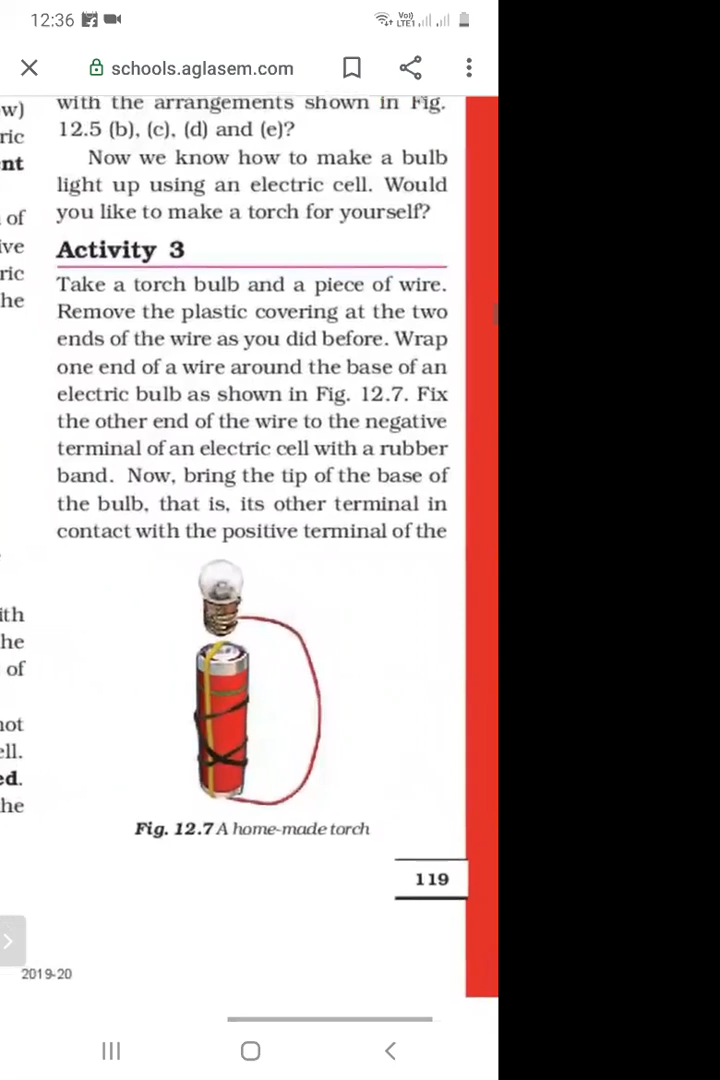 12:36
Vo)
LTE1
schools.aglasem.com
w)
ric
nt
of
ive
ric
he
with the arrangements shown in Fig.
12.5 (b), (c), (d) and (e)?
Now we know how to make a bulb
light up using an electric cell. Would
you like to make a torch for yourself?
Activity 3
Take a torch bulb and a piece of wire.
Remove the plastic covering at the two
ends of the wire as you did before. Wrap
one end of a wire around the base of an
electric bulb as shown in Fig. 12.7. Fix
the other end of the wire to the negative
terminal of an electric cell with a rubber
band. Now, bring the tip of the base of
the bulb, that is, its other terminal in
contact with the positive terminal of the
ith
he
of
not
ell.
ed.
he
Fig. 12.7 A home-made torch
119
2019-20